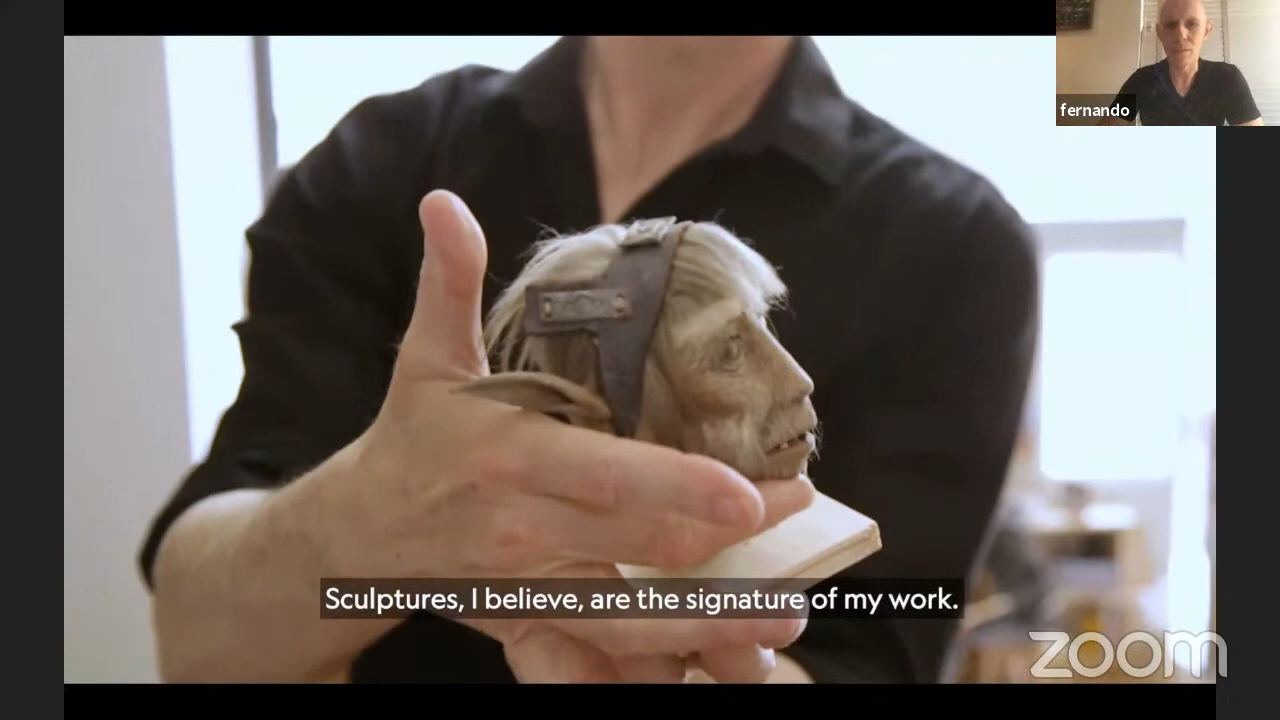 fernando
Sculptures, I believe, are the signature of my work.
zoom